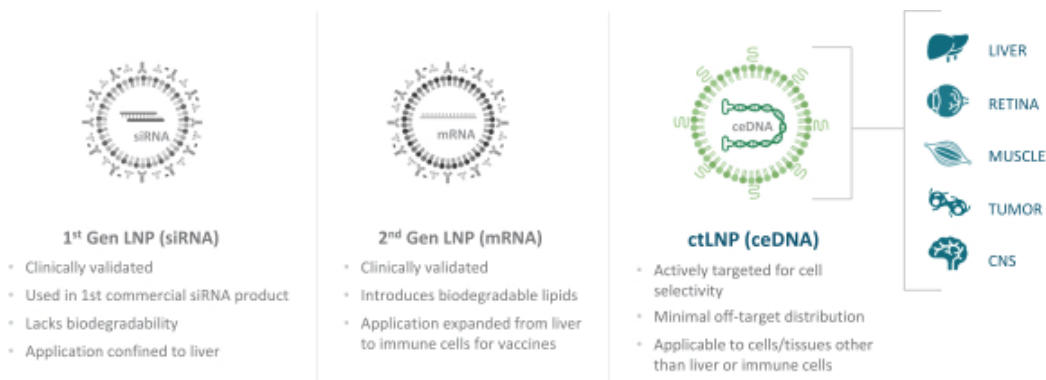 siRNA
1st Gen LNP (siRNA)
• Clinically validated
• Used in 1st commercial siRNA product
• Lacks biodegradability
• Application confined to liver
mRNA
2nd Gen LNP (mRNA)
• Clinically validated
• Introduces biodegradable lipids
• Application expanded from liver
to immune cells for vaccines
ceDNA
ctLNP (ceDNA)
• Actively targeted for cell
selectivity
• Minimal off-target distribution
• Applicable to cells/tissues other
than liver or immune cells
LIVER
RETINA
MUSCLE
TUMOR
CNS